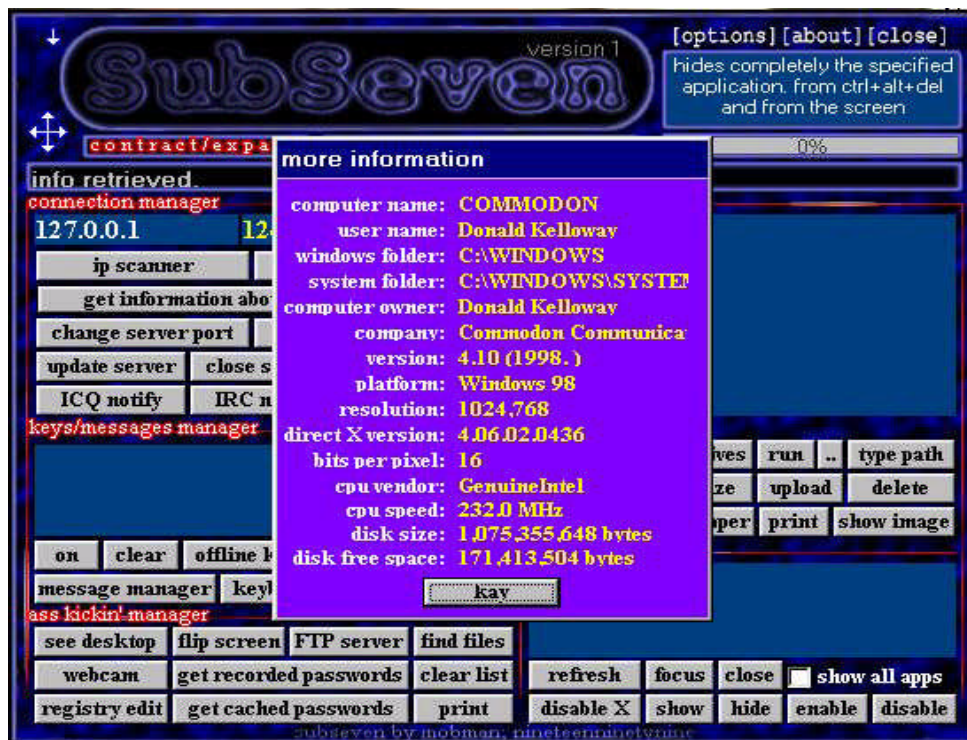 SubSeven version 1
[options] [about] [close]
hides completely the specified
application. from ctrl+alt+del
and from the screen
contract/expa
0%
info retrieved.
connection manager
127.0.0.1 12
ip scanner
get information abo
change server port
update server close s
ICQ notify IRC n
keys/messages manager
on clear offline k
message manager keyl
ass kickin' manager
see desktop flip screen FTP server find files
webcam get recorded passwords clear list
registry edit get cached passwords print
more information
computer name: COMMODON
user name: Donald Kelloway
windows folder: C:\WINDOWS
system folder: C:\WINDOWS\SYSTEM
computer owner: Donald Kelloway
company: Commodon Communica
version: 4.10 (1998. )
platform: Windows 98
resolution: 1024,768
direct X version: 4.06.02.0436
bits per pixel: 16
cpu vendor: GenuineIntel
cpu speed: 232.0 MHz
disk size: 1,075,355,648 bytes
disk free space: 171,413,504 bytes
kay
ves run .. type path
ze upload delete
aper print show image
refresh focus close show all apps
disable X show hide enable disable
subseven by mobman; nineteenninetynine